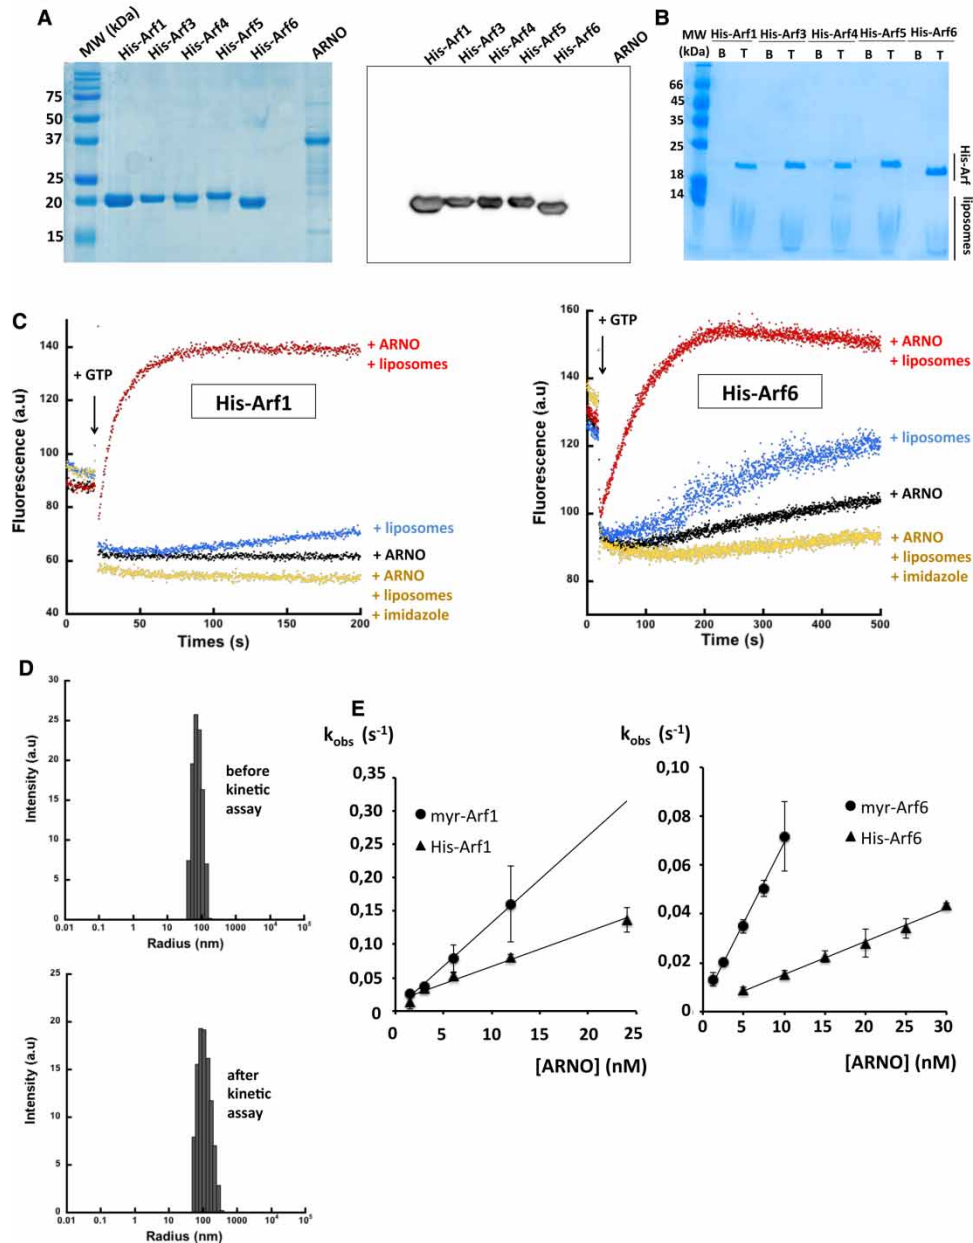 A
MW (kDa)
His-Arf1
His-Arf3
His-Arf4
His-Arf5
His-Arf6
ARNO
75
50
37
25
20
15
His-Arf1
His-Arf3
His-Arf4
His-Arf5
His-Arf6
ARNO
B
MW
(kDa)
His-Arf1 His-Arf3 His-Arf4 His-Arf5 His-Arf6
B T B T B T B T B T
66
45
35
25
18
14
His-Arf
liposomes
C
Fluorescence (a.u)
140
120
100
80
60
40
0 50 100 150 200
Times (s)
+ GTP
His-Arf1
+ ARNO
+ liposomes
+ liposomes
+ ARNO
+ ARNO
+ liposomes
+ imidazole
Fluorescence (a.u)
160
140
120
100
80
0 100 200 300 400 500
Time (s)
+ GTP
His-Arf6
+ ARNO
+ liposomes
+ liposomes
+ ARNO
+ ARNO
+ liposomes
+ imidazole
D
Intensity (a.u)
30
25
20
15
10
5
0
0.01 0.1 1 10 100 1000 10⁴ 10⁵
Radius (nm)
before
kinetic
assay
Intensity (a.u)
25
20
15
10
5
0
0.01 0.1 1 10 100 1000 10⁴ 10⁵
Radius (nm)
after
kinetic
assay
E
kobs (s⁻¹)
0,35
0,30
0,25
0,20
0,15
0,10
0,05
0
0 5 10 15 20 25
[ARNO] (nM)
myr-Arf1
His-Arf1
kobs (s⁻¹)
0,10
0,08
0,06
0,04
0,02
0
0 5 10 15 20 25 30
[ARNO] (nM)
myr-Arf6
His-Arf6